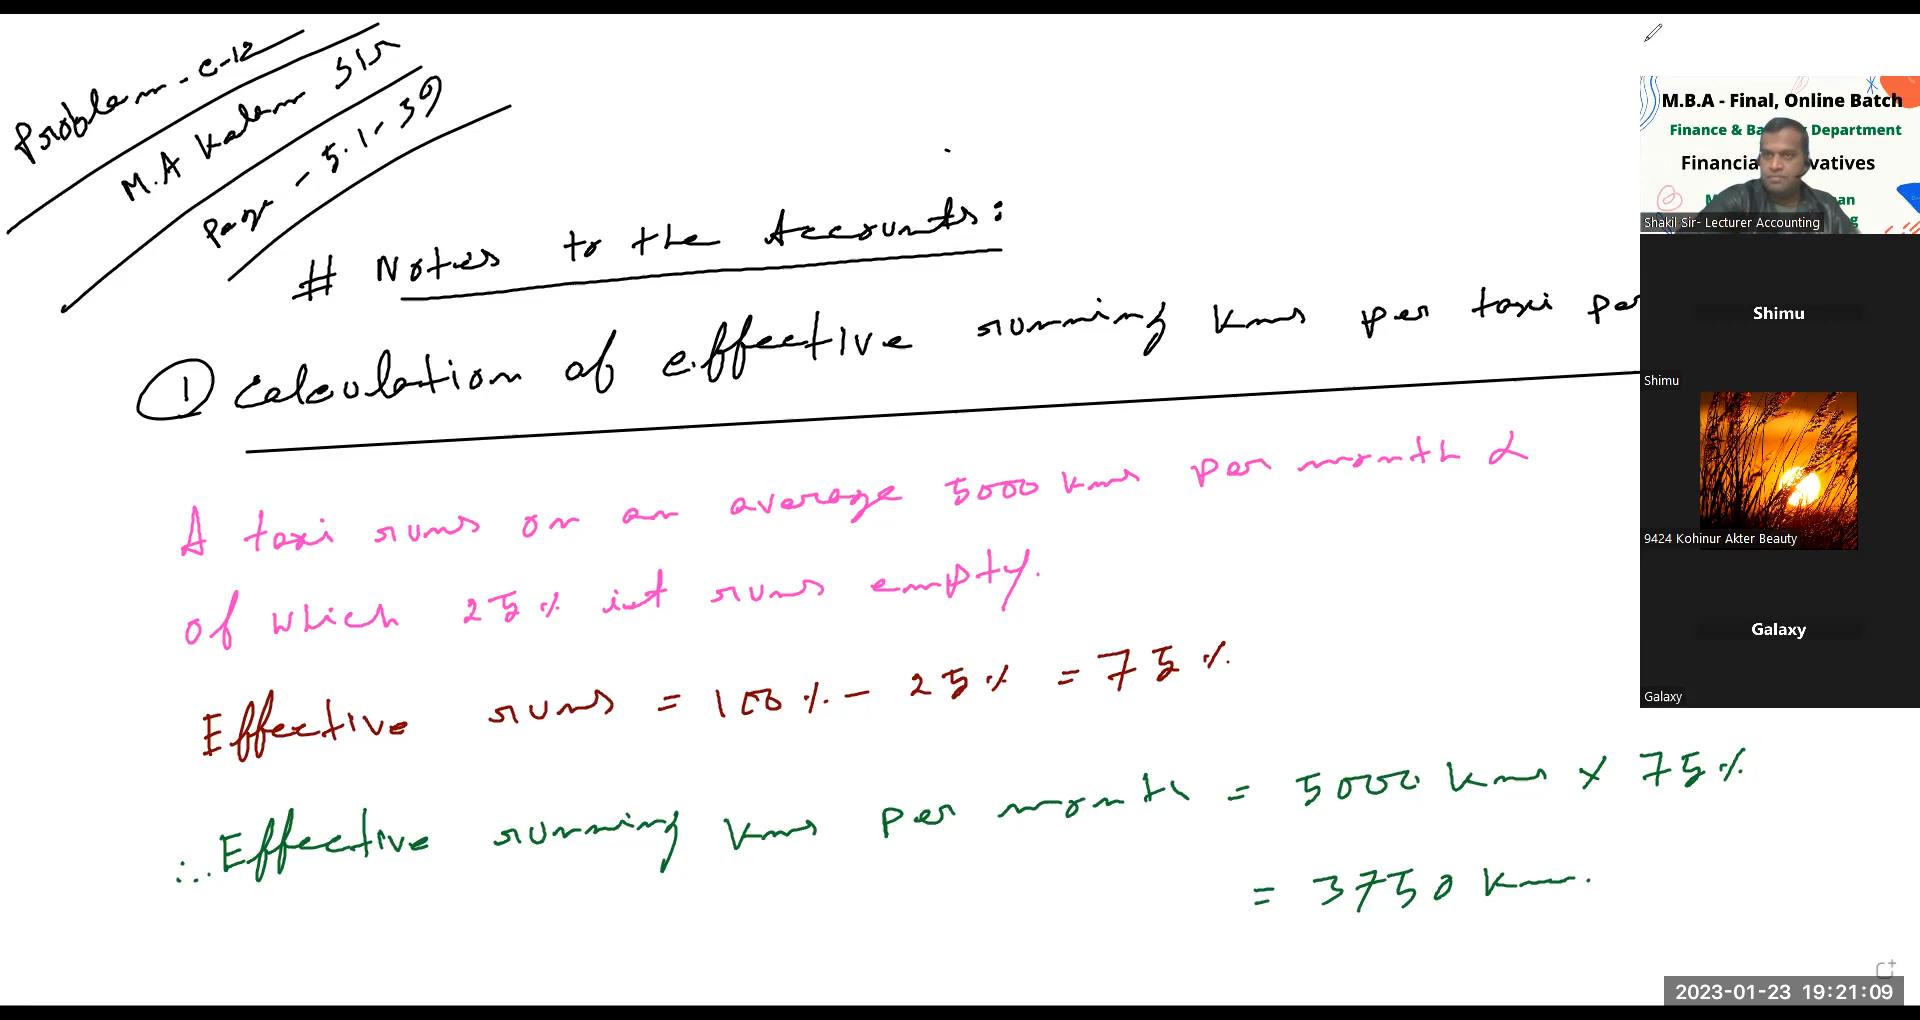 Problem - C-12
M.A Kalam Sir
Page - 5.1-39
# Notes to the Accounts:
① Calculation of effective running kms per taxi per
A taxi runs on an average 5000 kms per month &
of which 25% int runs empty.
Effective runs = 100% - 25% = 75%
∴ Effective running kms per month = 5000 kms × 75%
= 3750 km.
M.B.A - Final, Online Batch
Finance & Ba Department
Financia vatives
M an
g
Shakil Sir- Lecturer Accounting
Shimu
Shimu
9424 Kohinur Akter Beauty
Galaxy
Galaxy
2023-01-23 19:21:09